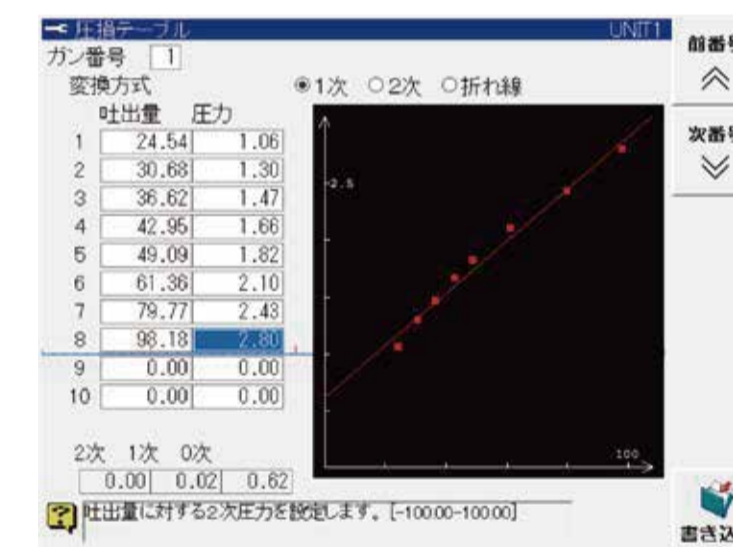 圧損テーブル UNIT1
ガン番号 1
変換方式 1次 2次 折れ線
吐出量 圧力
1 24.54 1.06
2 30.68 1.30
3 36.62 1.47
4 42.95 1.66
5 49.09 1.82
6 61.36 2.10
7 79.77 2.43
8 98.18 2.80
9 0.00 0.00
10 0.00 0.00
2次 1次 0次
0.00 0.02 0.62
吐出量に対する2次圧力を設定します。[-100.00-100.00]
2.5
100
前番号
次番号
書き込